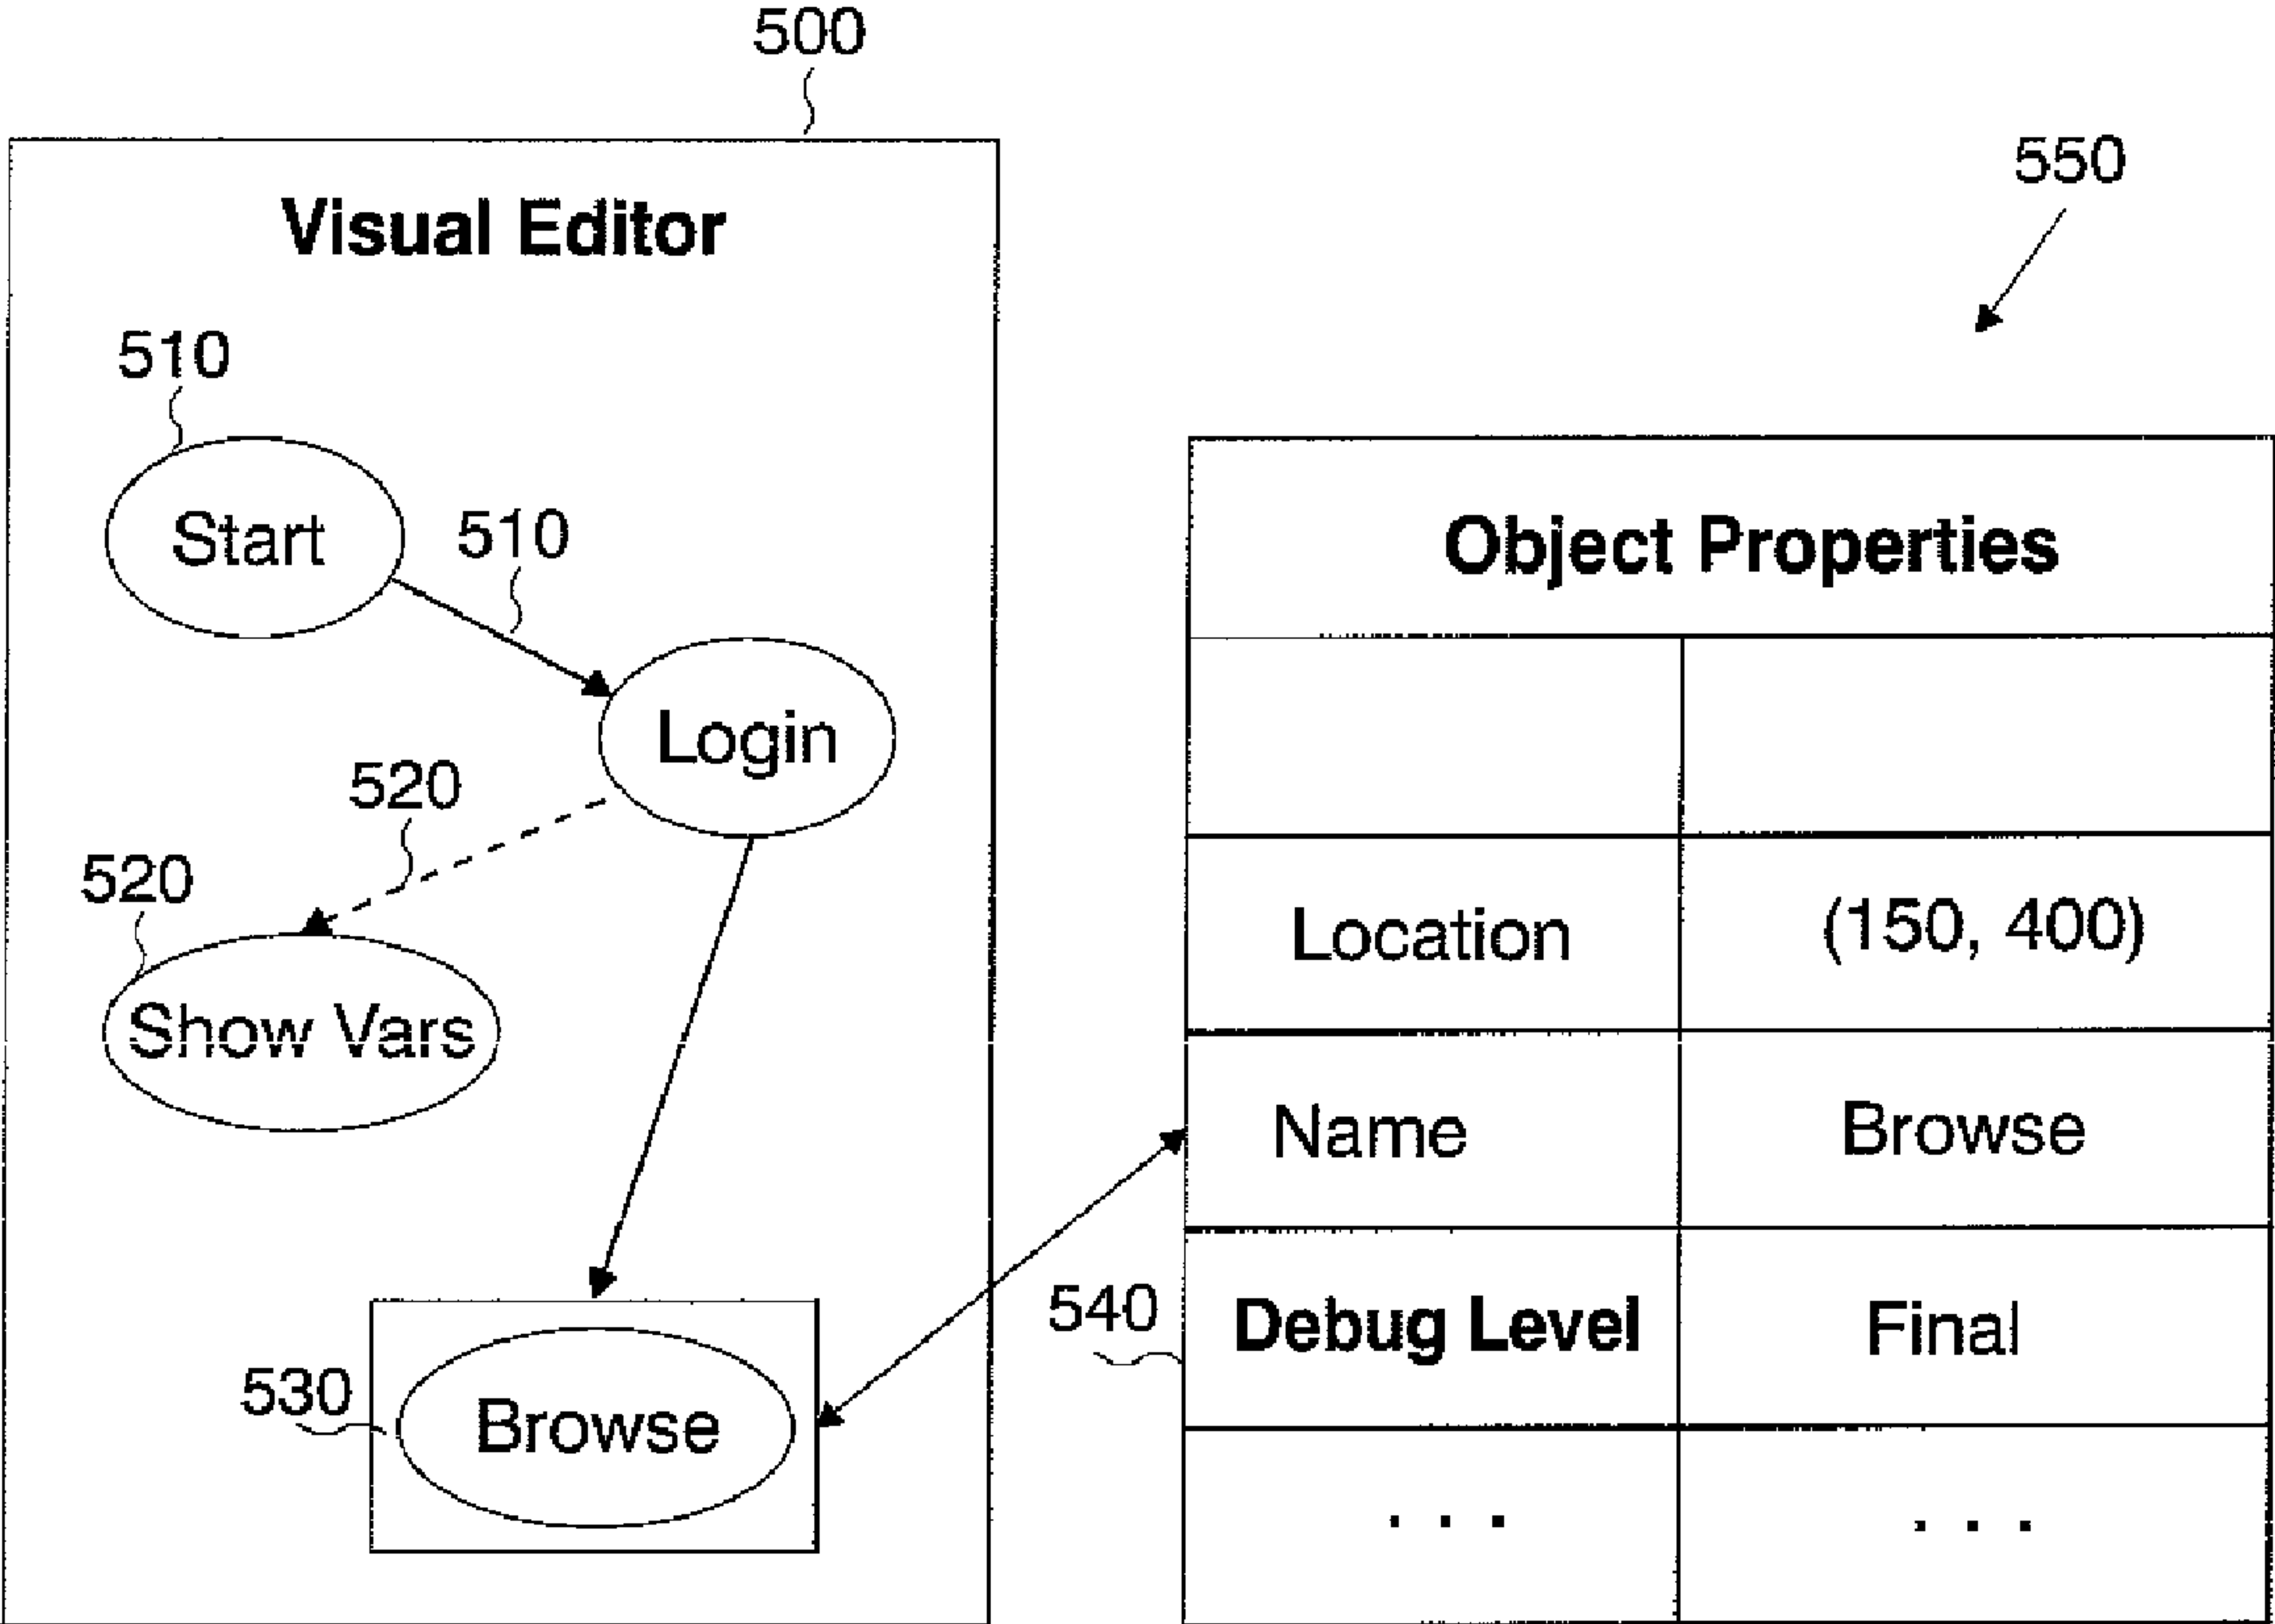 500
550
Visual Editor
510
Start
510
Login
520
520
Show Vars
530
Browse
Object Properties
Location (150, 400)
Name Browse
540
Debug Level Final
. . . . . .